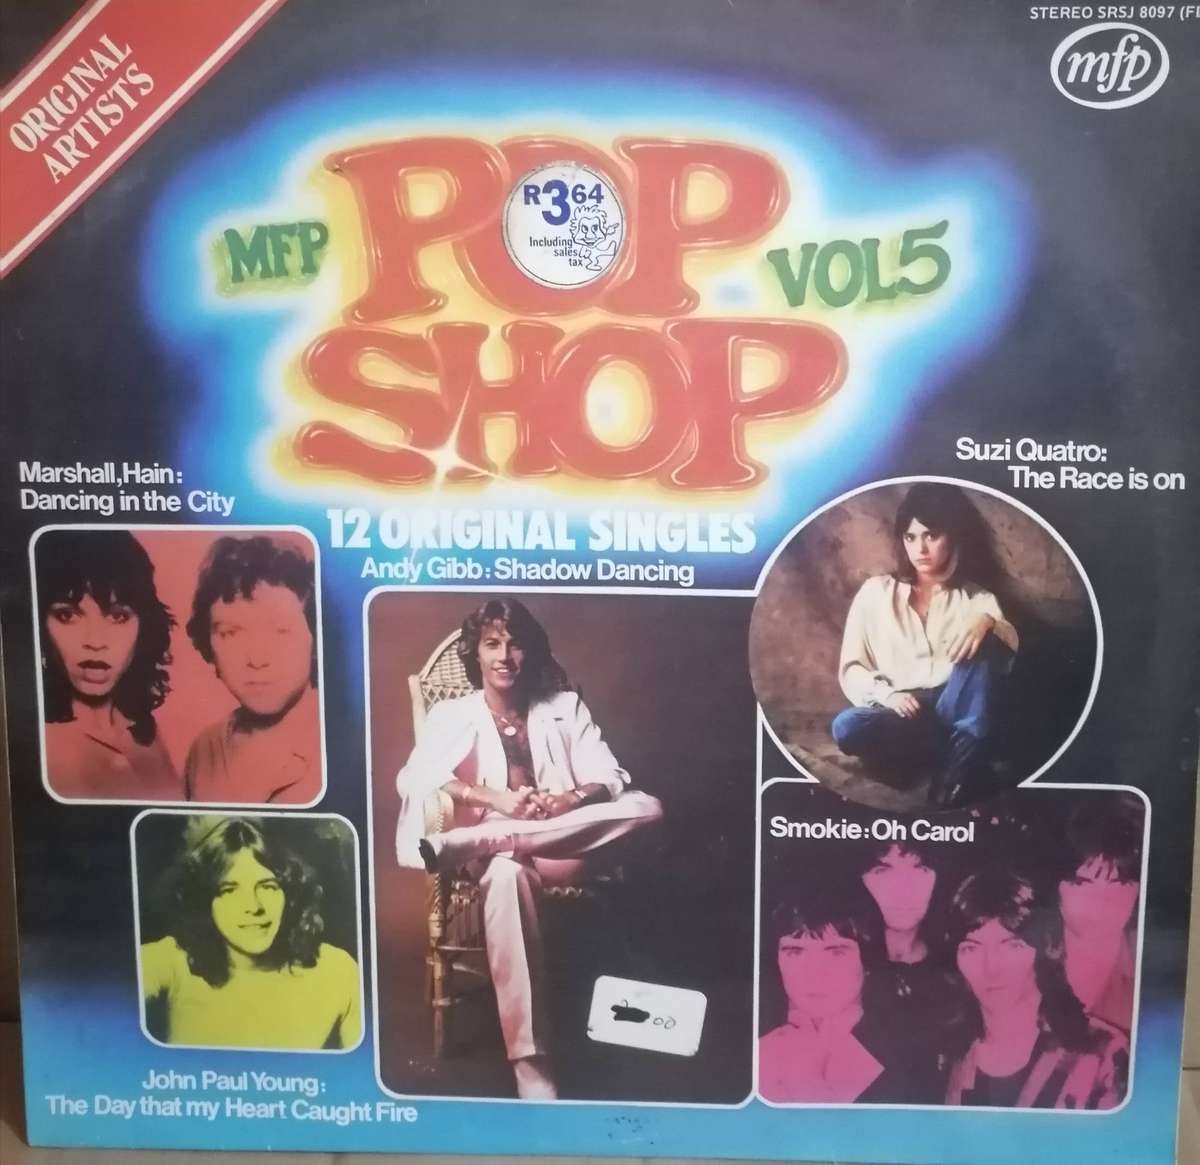 STEREO SRSJ 8097
mfp
ORIGINAL
ARTISTS
MFP
POP
VOL5
SHOP
R3 64
Including
sales
tax
Marshall,Hain:
Dancing in the City
Suzi Quatro:
The Race is on
12 ORIGINAL SINGLES
Andy Gibb: Shadow Dancing
Smokie: Oh Carol
00
John Paul Young:
The Day that my Heart Caught Fire